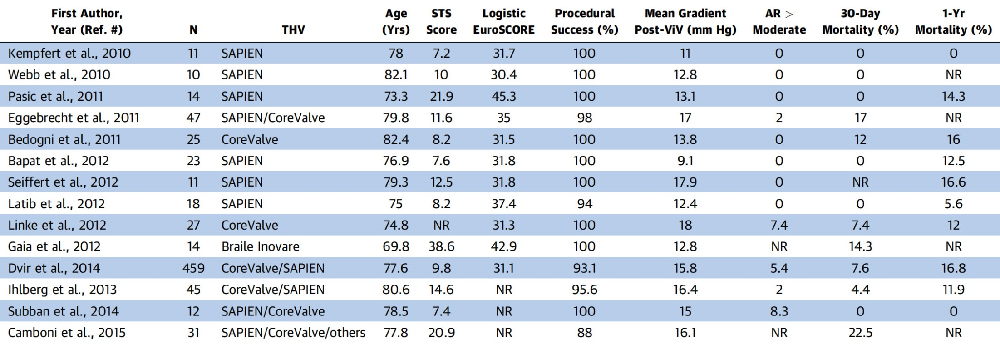 First Author, Year (Ref. #) N THV Age (Yrs) STS Score Logistic EuroSCORE Procedural Success (%) Mean Gradient Post-ViV (mm Hg) AR > Moderate 30-Day Mortality (%) 1-Yr Mortality (%)
Kempfert et al., 2010 11 SAPIEN 78 7.2 31.7 100 11 0 0 0
Webb et al., 2010 10 SAPIEN 82.1 10 30.4 100 12.8 0 0 NR
Pasic et al., 2011 14 SAPIEN 73.3 21.9 45.3 100 13.1 0 0 14.3
Eggebrecht et al., 2011 47 SAPIEN/CoreValve 79.8 11.6 35 98 17 2 17 NR
Bedogni et al., 2011 25 CoreValve 82.4 8.2 31.5 100 13.8 0 12 16
Bapat et al., 2012 23 SAPIEN 76.9 7.6 31.8 100 9.1 0 0 12.5
Seiffert et al., 2012 11 SAPIEN 79.3 12.5 31.8 100 17.9 0 NR 16.6
Latib et al., 2012 18 SAPIEN 75 8.2 37.4 94 12.4 0 0 5.6
Linke et al., 2012 27 CoreValve 74.8 NR 31.3 100 18 7.4 7.4 12
Gaia et al., 2012 14 Braile Inovare 69.8 38.6 42.9 100 12.8 NR 14.3 NR
Dvir et al., 2014 459 CoreValve/SAPIEN 77.6 9.8 31.1 93.1 15.8 5.4 7.6 16.8
Ihlberg et al., 2013 45 CoreValve/SAPIEN 80.6 14.6 NR 95.6 16.4 2 4.4 11.9
Subban et al., 2014 12 SAPIEN/CoreValve 78.5 7.4 NR 100 15 8.3 0 0
Camboni et al., 2015 31 SAPIEN/CoreValve/others 77.8 20.9 NR 88 16.1 NR 22.5 NR